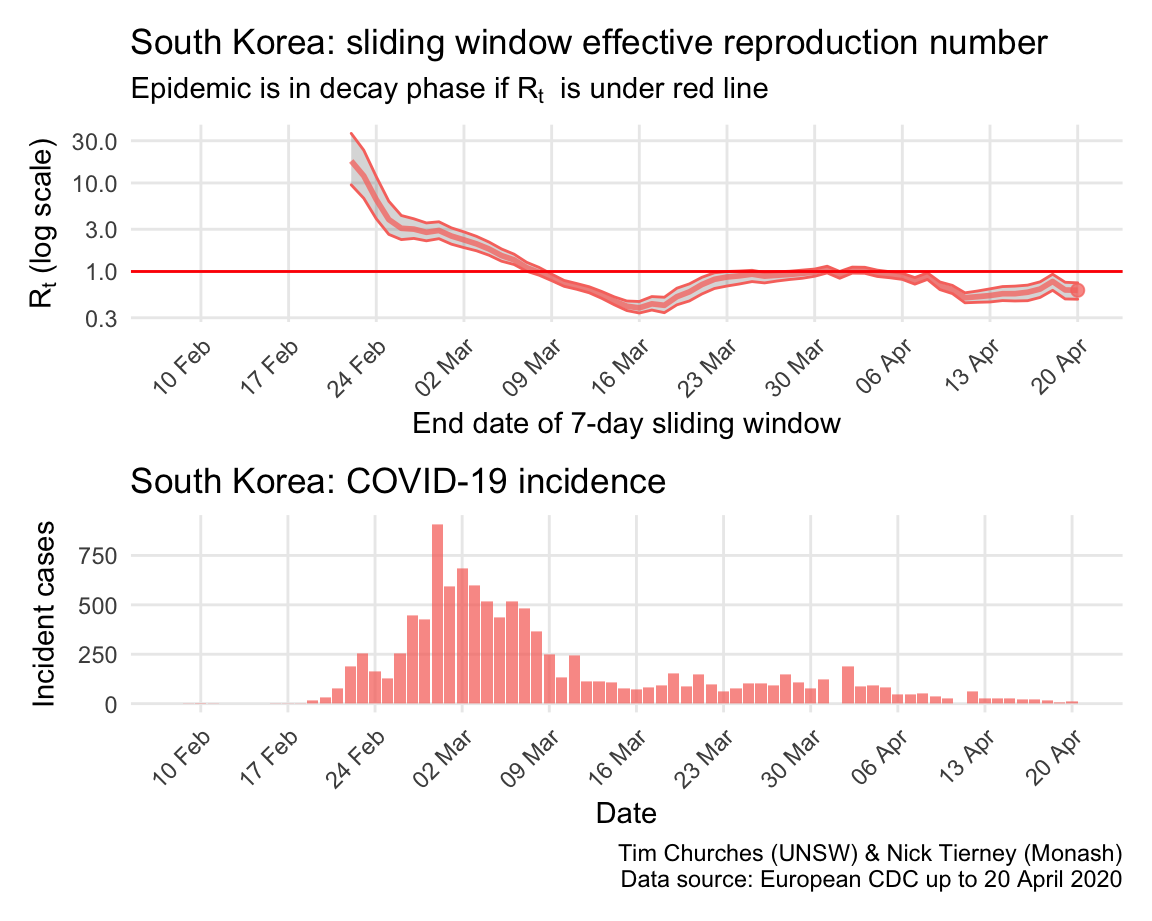 South Korea: sliding window effective reproduction number
Epidemic is in decay phase if Rt is under red line
Rt (log scale)
30.0
10.0
3.0
1.0
0.3
10 Feb
17 Feb
24 Feb
02 Mar
09 Mar
16 Mar
23 Mar
30 Mar
06 Apr
13 Apr
20 Apr
End date of 7-day sliding window
South Korea: COVID-19 incidence
Incident cases
750
500
250
0
10 Feb
17 Feb
24 Feb
02 Mar
09 Mar
16 Mar
23 Mar
30 Mar
06 Apr
13 Apr
20 Apr
Date
Tim Churches (UNSW) & Nick Tierney (Monash)
Data source: European CDC up to 20 April 2020